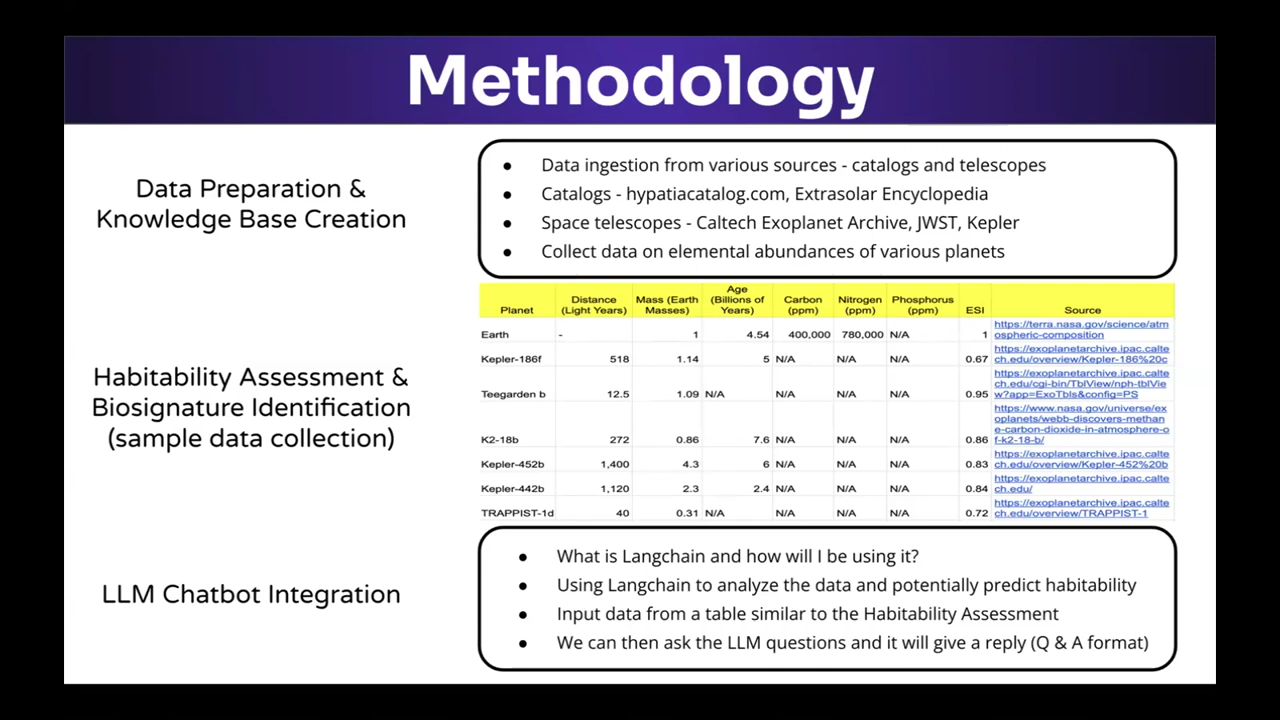 Methodology
Data Preparation &
Knowledge Base Creation
● Data ingestion from various sources - catalogs and telescopes
● Catalogs - hypatiacatalog.com, Extrasolar Encyclopedia
● Space telescopes - Caltech Exoplanet Archive, JWST, Kepler
● Collect data on elemental abundances of various planets
Habitability Assessment &
Biosignature Identification
(sample data collection)
Planet Distance (Light Years) Mass (Earth Masses) Age (Billions of Years) Carbon (ppm) Nitrogen (ppm) Phosphorus (ppm) ESI Source
Earth - 1 4.54 400,000 780,000 N/A 1 https://terra.nasa.gov/science/atmospheric-composition
Kepler-186f 518 1.14 5 N/A N/A N/A 0.67 https://exoplanetarchive.ipac.caltech.edu/overview/Kepler-186%20c
Teegarden b 12.5 1.09 N/A N/A N/A N/A 0.95 https://exoplanetarchive.ipac.caltech.edu/cgi-bin/TblView/nph-tblView?app=ExoTbls&config=PS
K2-18b 272 0.86 7.6 N/A N/A N/A 0.86 https://www.nasa.gov/universe/exoplanets/webb-discovers-methane-carbon-dioxide-in-atmosphere-of-k2-18-b/
Kepler-452b 1,400 4.3 6 N/A N/A N/A 0.83 https://exoplanetarchive.ipac.caltech.edu/overview/Kepler-452%20b
Kepler-442b 1,120 2.3 2.4 N/A N/A N/A 0.84 https://exoplanetarchive.ipac.caltech.edu/
TRAPPIST-1d 40 0.31 N/A N/A N/A N/A 0.72 https://exoplanetarchive.ipac.caltech.edu/overview/TRAPPIST-1
LLM Chatbot Integration
● What is Langchain and how will I be using it?
● Using Langchain to analyze the data and potentially predict habitability
● Input data from a table similar to the Habitability Assessment
● We can then ask the LLM questions and it will give a reply (Q & A format)